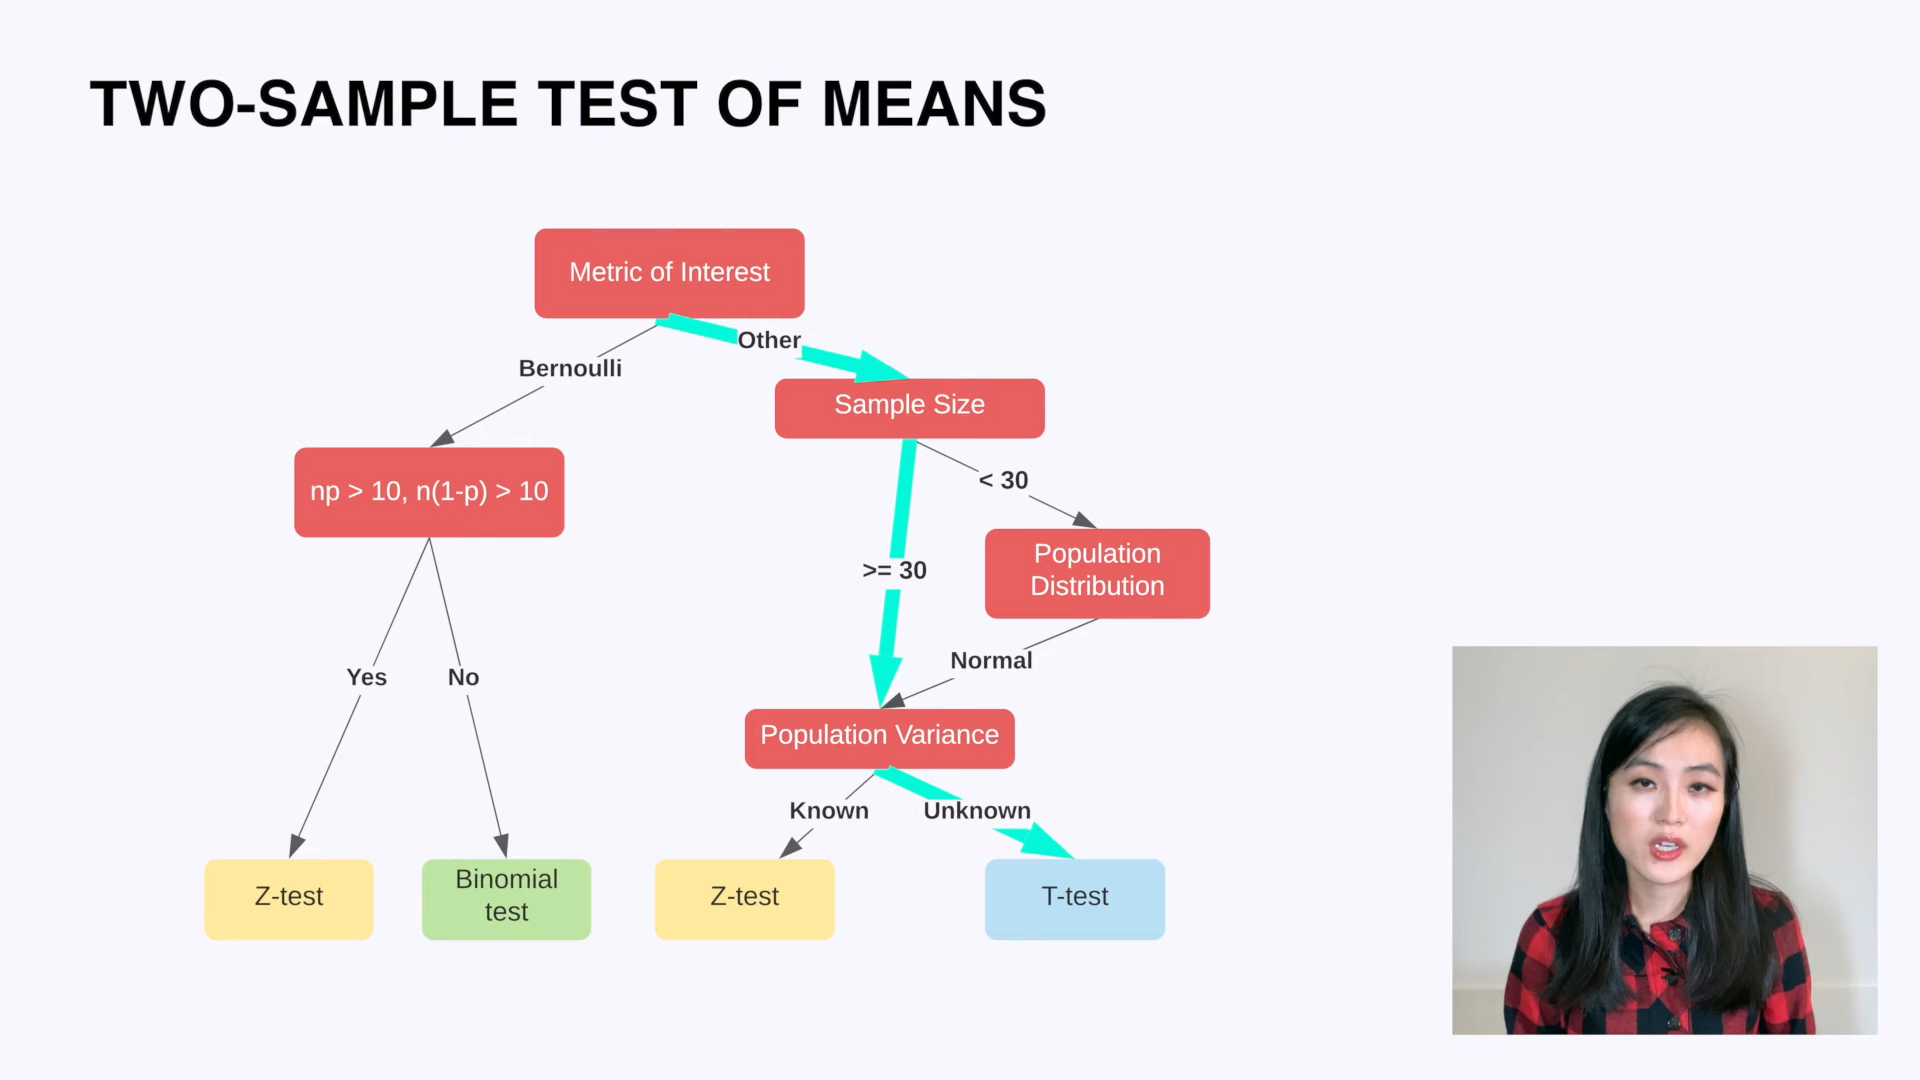 TWO-SAMPLE TEST OF MEANS
Metric of Interest
Other
Bernoulli
Sample Size
< 30
np > 10, n(1-p) > 10
Population
Distribution
>= 30
Normal
Yes
No
Population Variance
Known
Unknown
Z-test
Binomial
test
Z-test
T-test